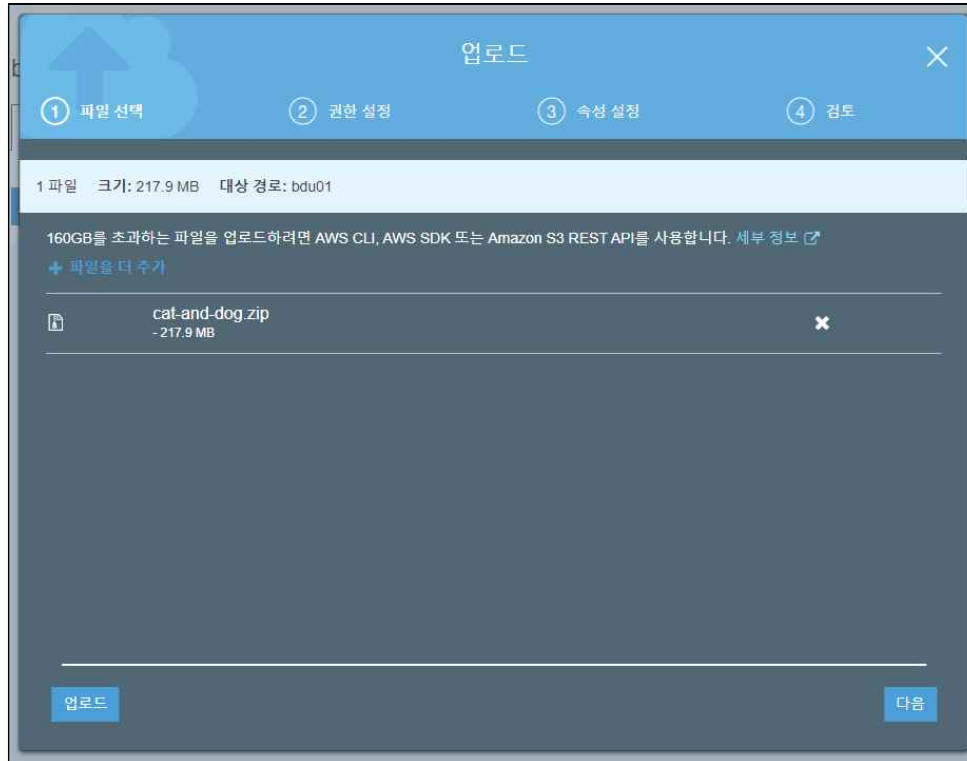 업로드
① 파일 선택
② 권한 설정
③ 속성 설정
④ 검토
1 파일 크기: 217.9 MB 대상 경로: bdu01
160GB를 초과하는 파일을 업로드하려면 AWS CLI, AWS SDK 또는 Amazon S3 REST API를 사용합니다. 세부 정보
+ 파일을 더 추가
cat-and-dog.zip
- 217.9 MB
업로드
다음